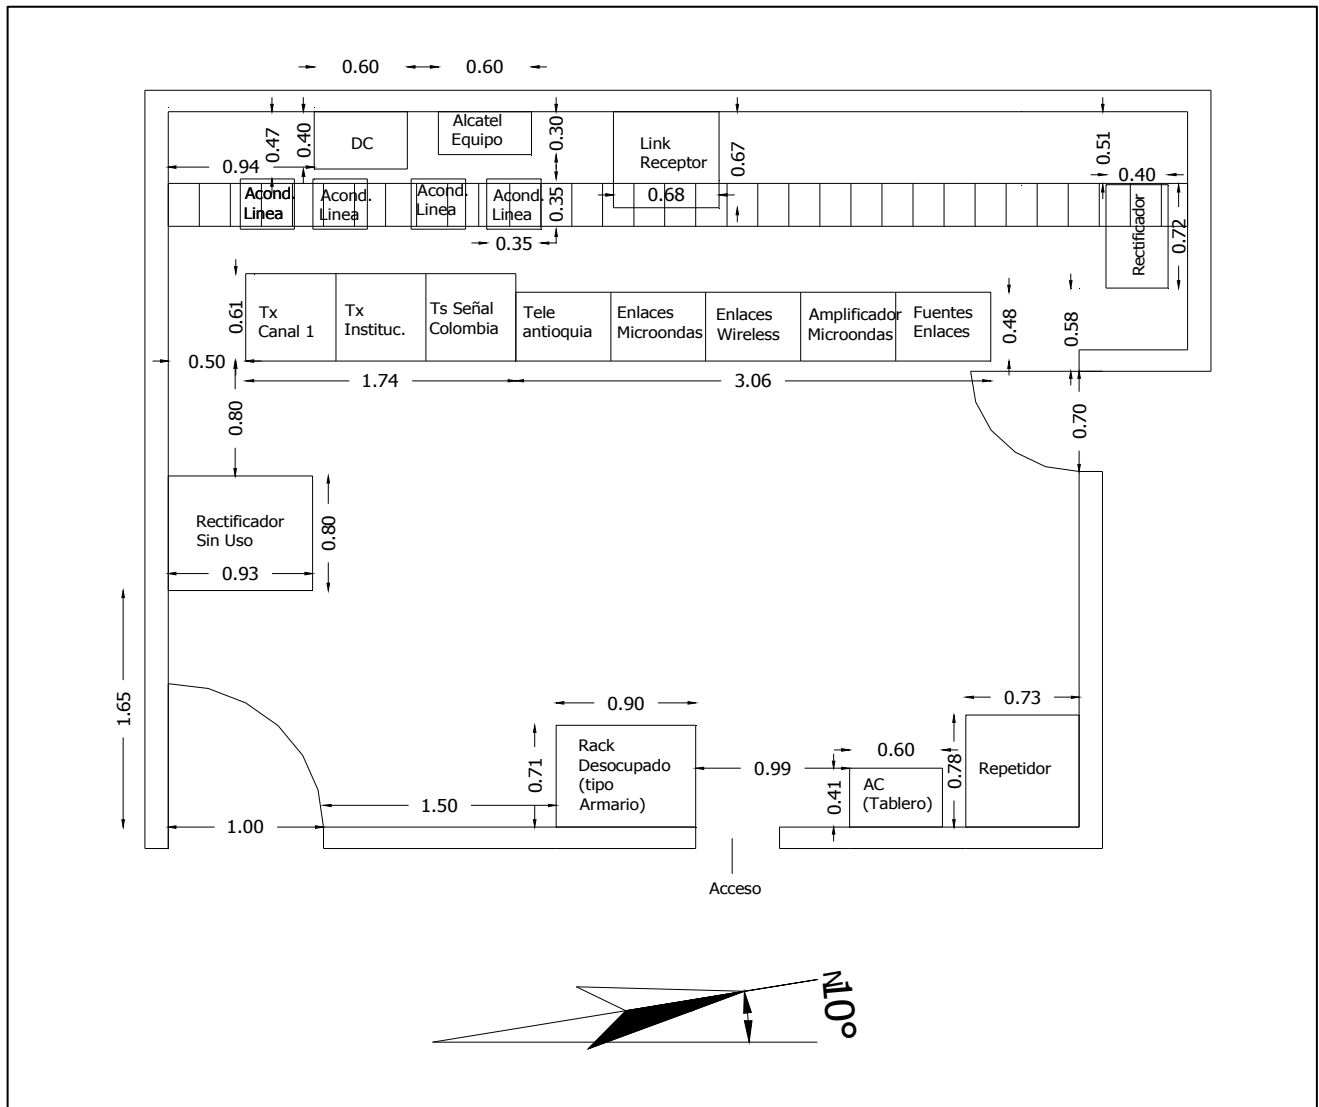 0.60
0.60
0.47
0.40
DC
Alcatel
Equipo
0.30
Link
Receptor
0.67
0.51
0.94
0.40
Acond.
Linea
Acond.
Linea
Acond.
Linea
Acond.
Linea
0.35
0.68
Rectificador
0.72
0.35
0.61
Tx
Canal 1
Tx
Instituc.
Ts Señal
Colombia
Tele
antioquia
Enlaces
Microondas
Enlaces
Wireless
Amplificador
Microondas
Fuentes
Enlaces
0.48
0.58
0.50
1.74
3.06
0.80
0.70
Rectificador
Sin Uso
0.80
0.93
1.65
0.90
0.73
0.71
Rack
Desocupado
(tipo
Armario)
0.99
0.60
0.41
AC
(Tablero)
0.78
Repetidor
1.50
1.00
Acceso
N
10°